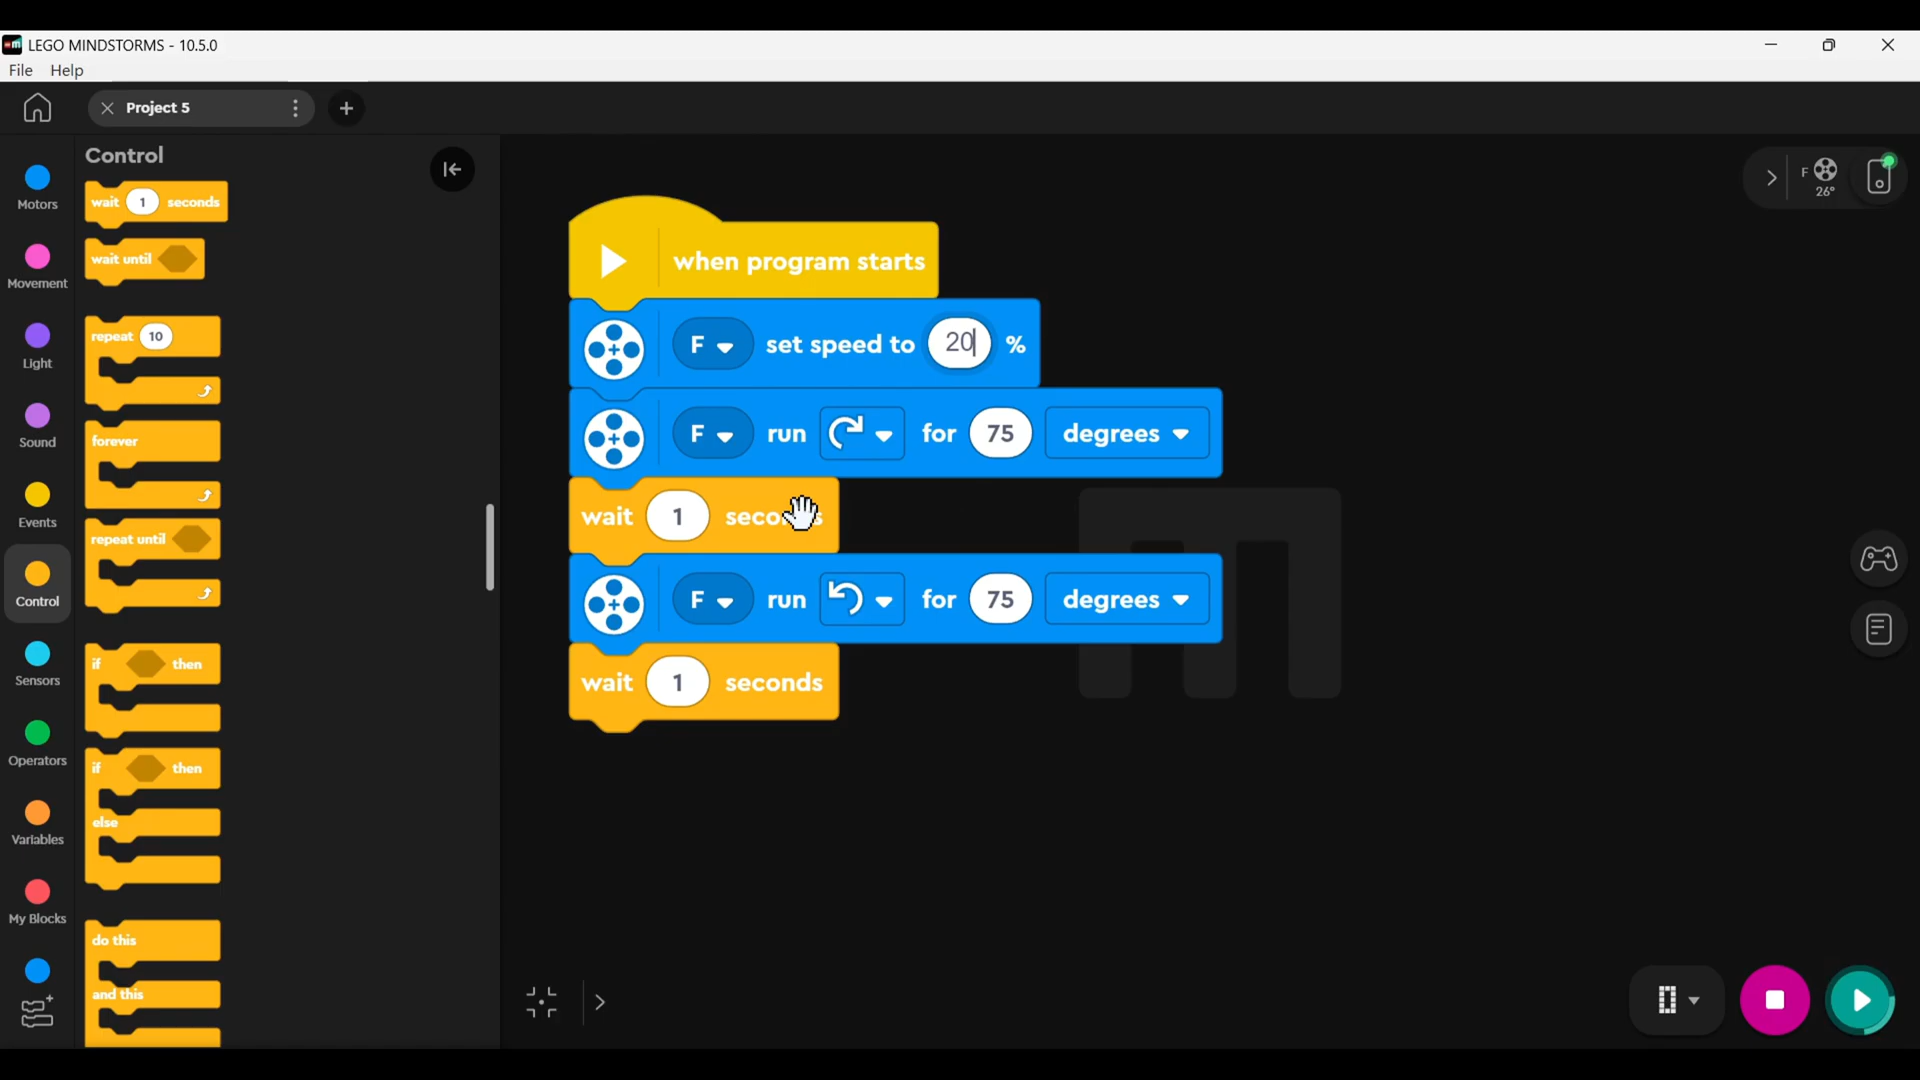 LEGO MINDSTORMS - 10.5.0
File Help
Project 5
Control
Motors
Movement
Light
Sound
Events
Control
Sensors
Operators
Variables
My Blocks
wait 1 seconds
wait until
repeat 10
forever
repeat until
if then
if then
else
do this
and this
when program starts
F set speed to 20 %
F run for 75 degrees
wait 1 seconds
F run for 75 degrees
wait 1 seconds
F
26°